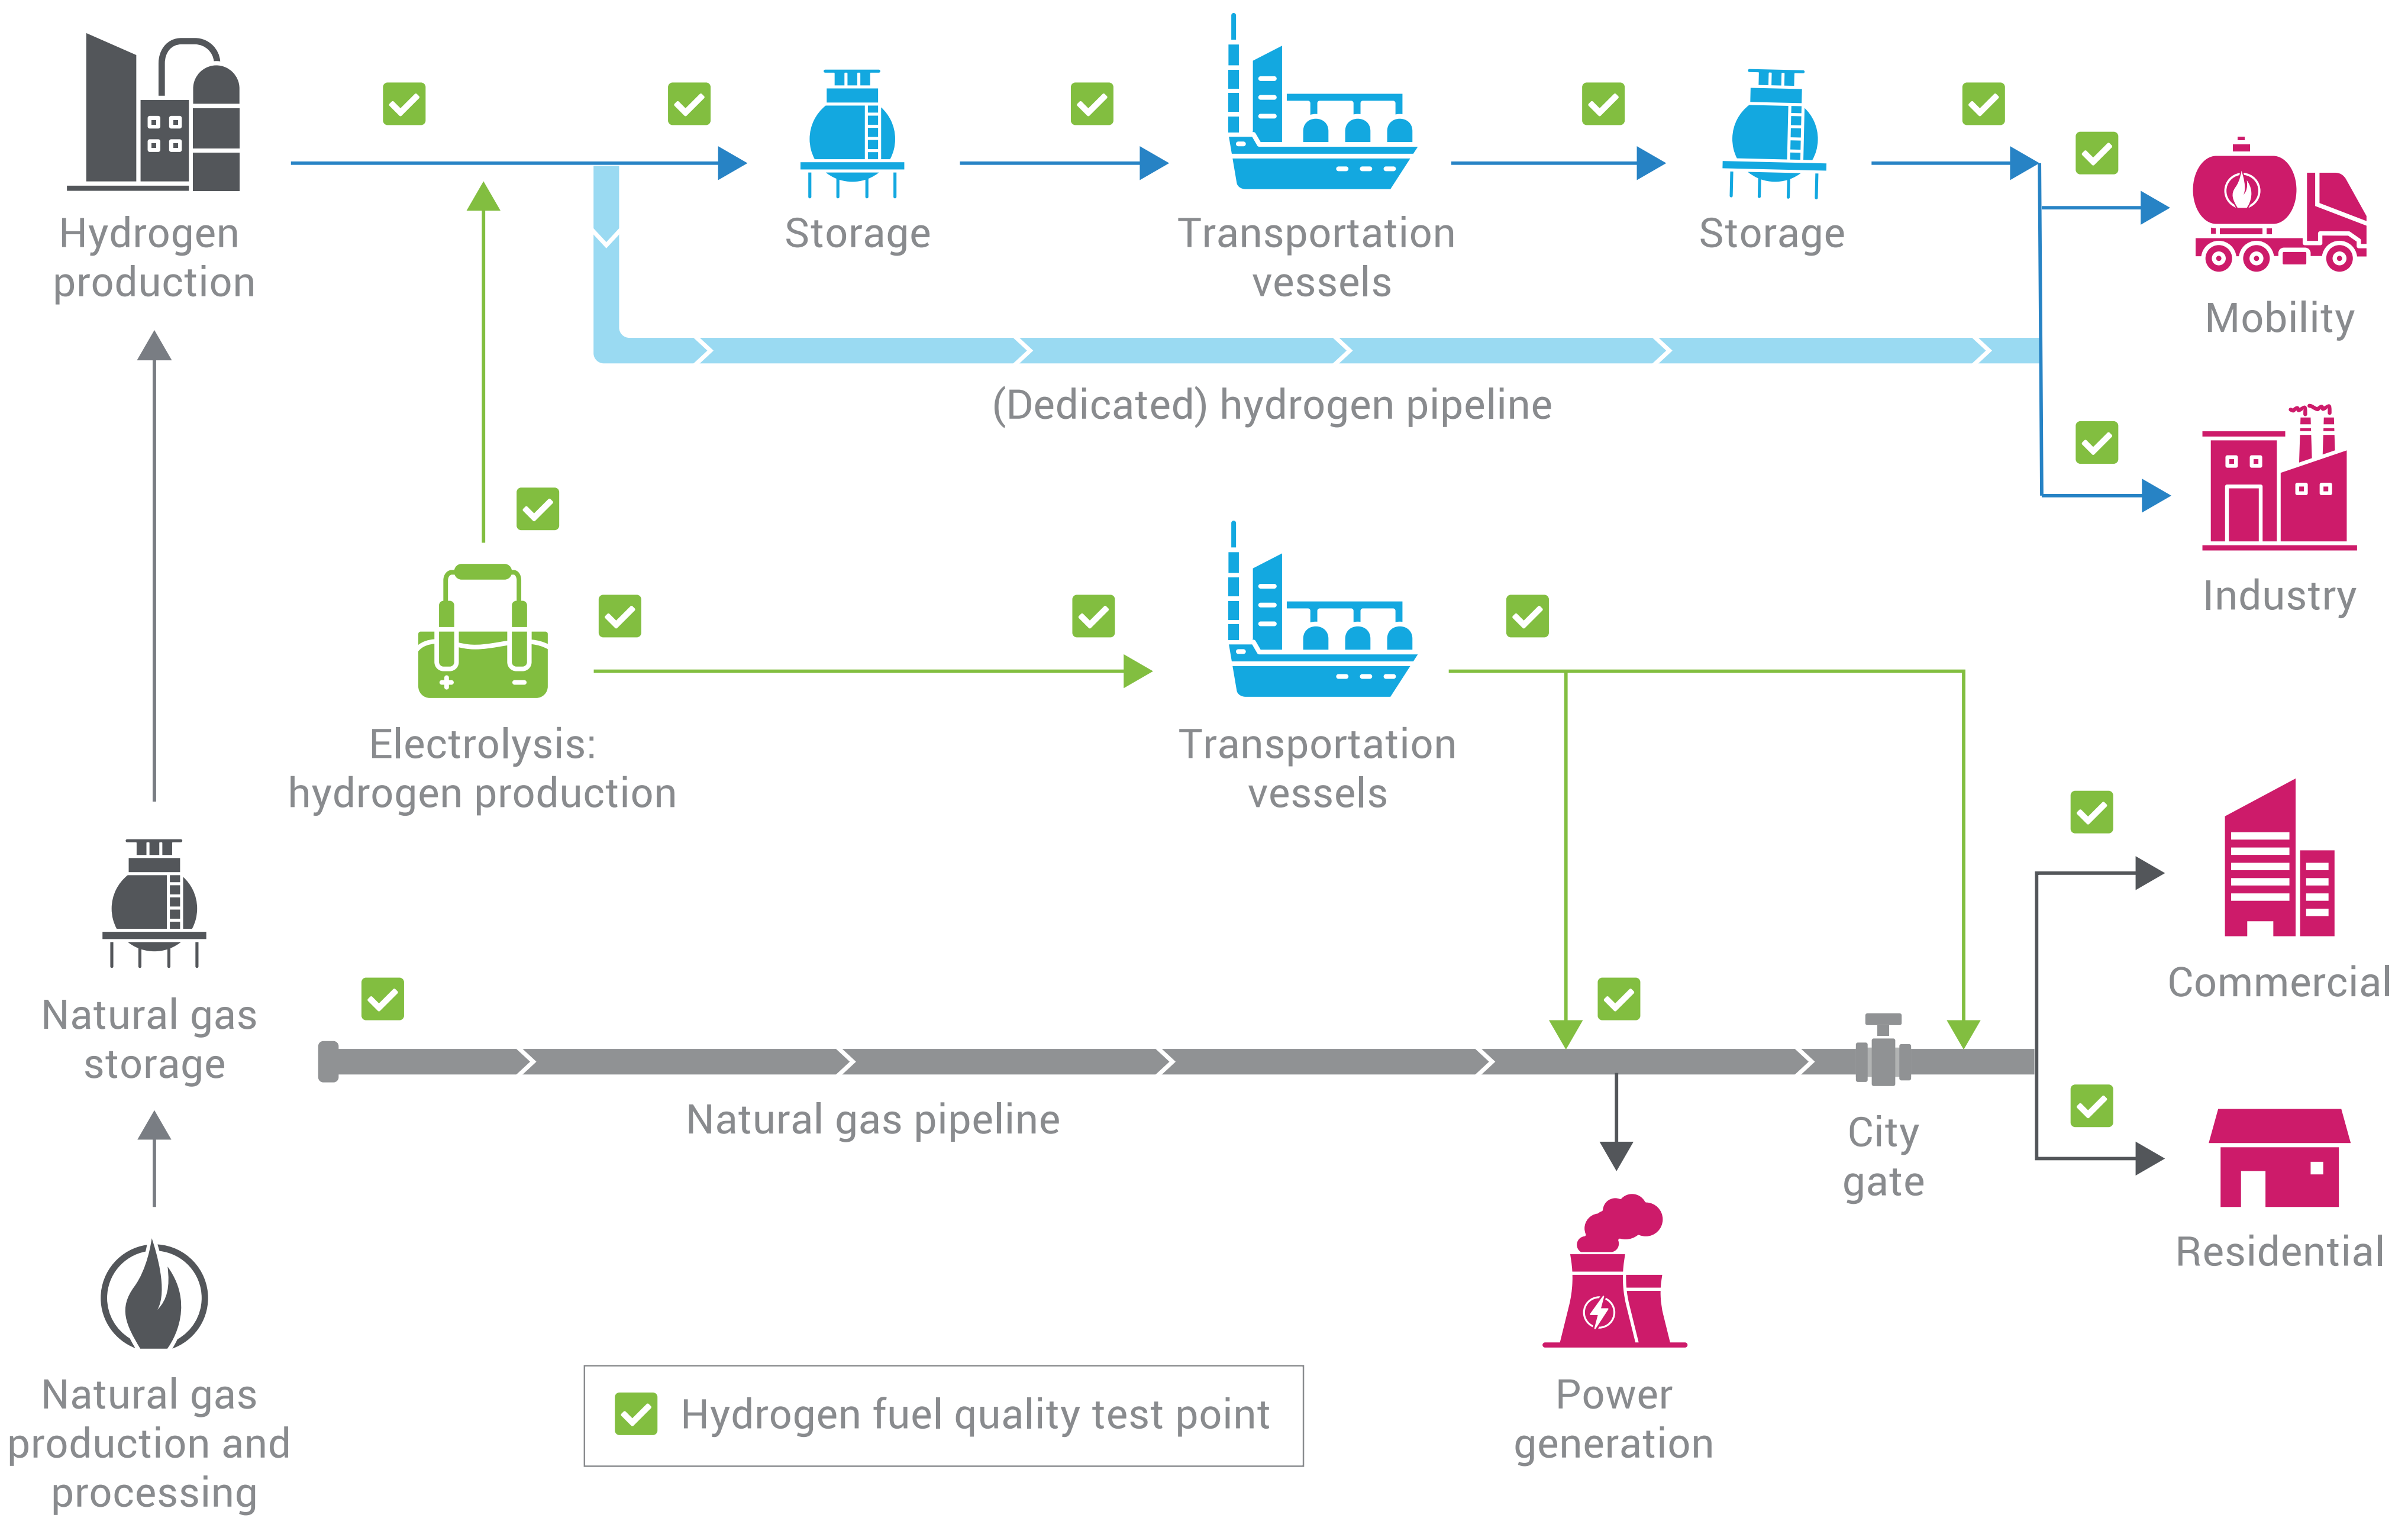 Hydrogen
production
Storage
Transportation
vessels
Storage
Mobility
(Dedicated) hydrogen pipeline
Industry
Electrolysis:
hydrogen production
Transportation
vessels
Commercial
Natural gas
storage
Natural gas pipeline
City
gate
Residential
Natural gas
production and
processing
Hydrogen fuel quality test point
Power
generation